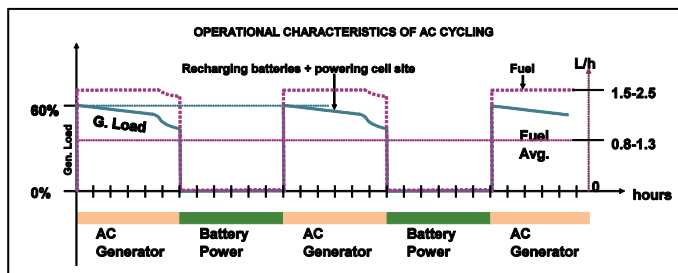 OPERATIONAL CHARACTERISTICS OF AC CYCLING
L/h
Recharging batteries + powering cell site
Fuel
1.5-2.5
60%
G. Load
Fuel
Avg.
0.8-1.3
Gen. Load
0%
0
hours
AC
Generator
Battery
Power
AC
Generator
Battery
Power
AC
Generator